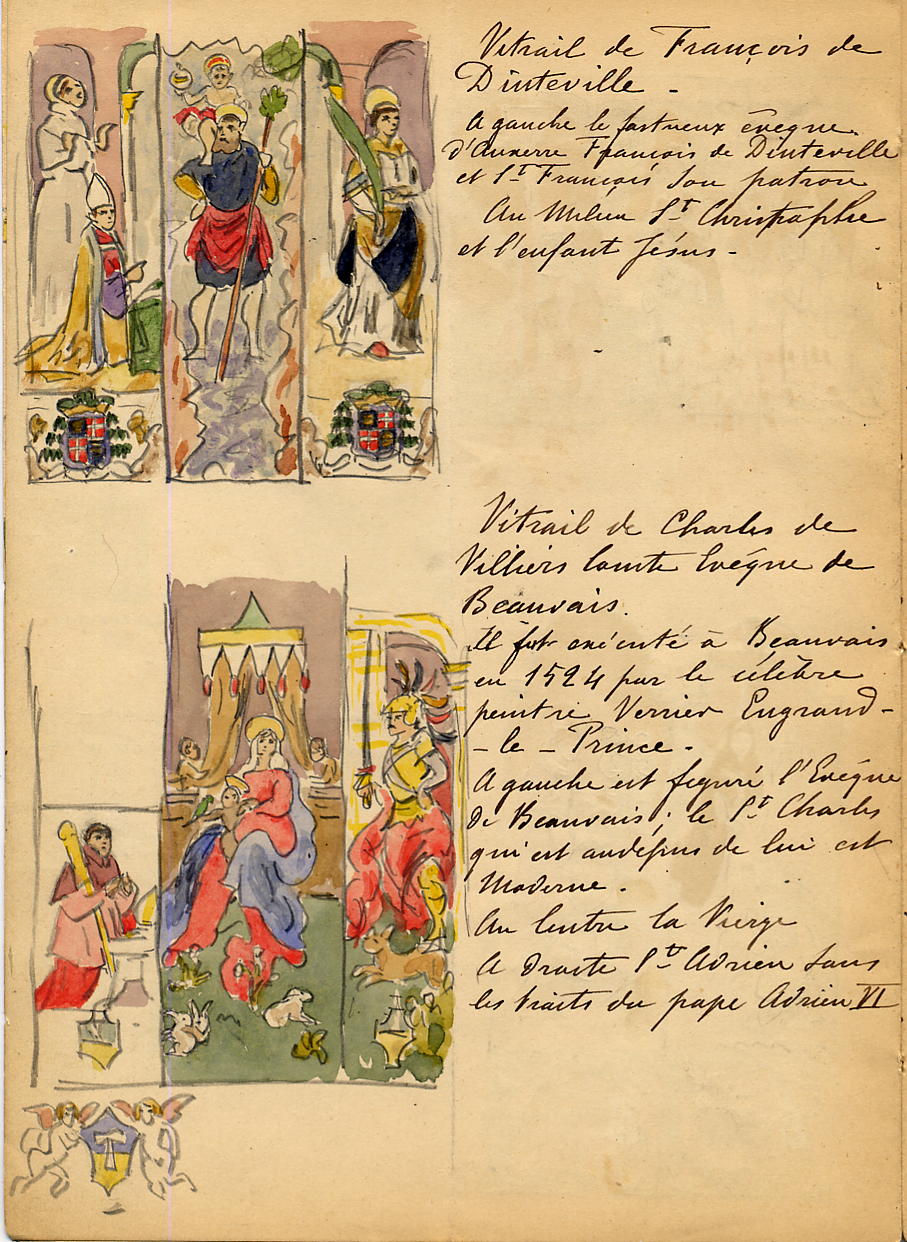 Vitrail de François de
Dinteville -
A gauche le fastueux évêque
d'Auxerre François de Dinteville
et St François son patron
Au Milieu St Christophe
et l'enfant Jésus -
Vitrail de Charles de
Villiers Comte Evéque de
Beauvais.
Il fut exécuté à Beauvais
en 1524 par le célèbre
peintre Verrier Engrand-
- le - Prince -
A gauche est figuré l'Evéque
de Beauvais ; le St Charles
qui est audéssus de lui est
Moderne.
Au Centre la Vierge
A Droite St Adrien Sous
les traits du pape Adrien VI